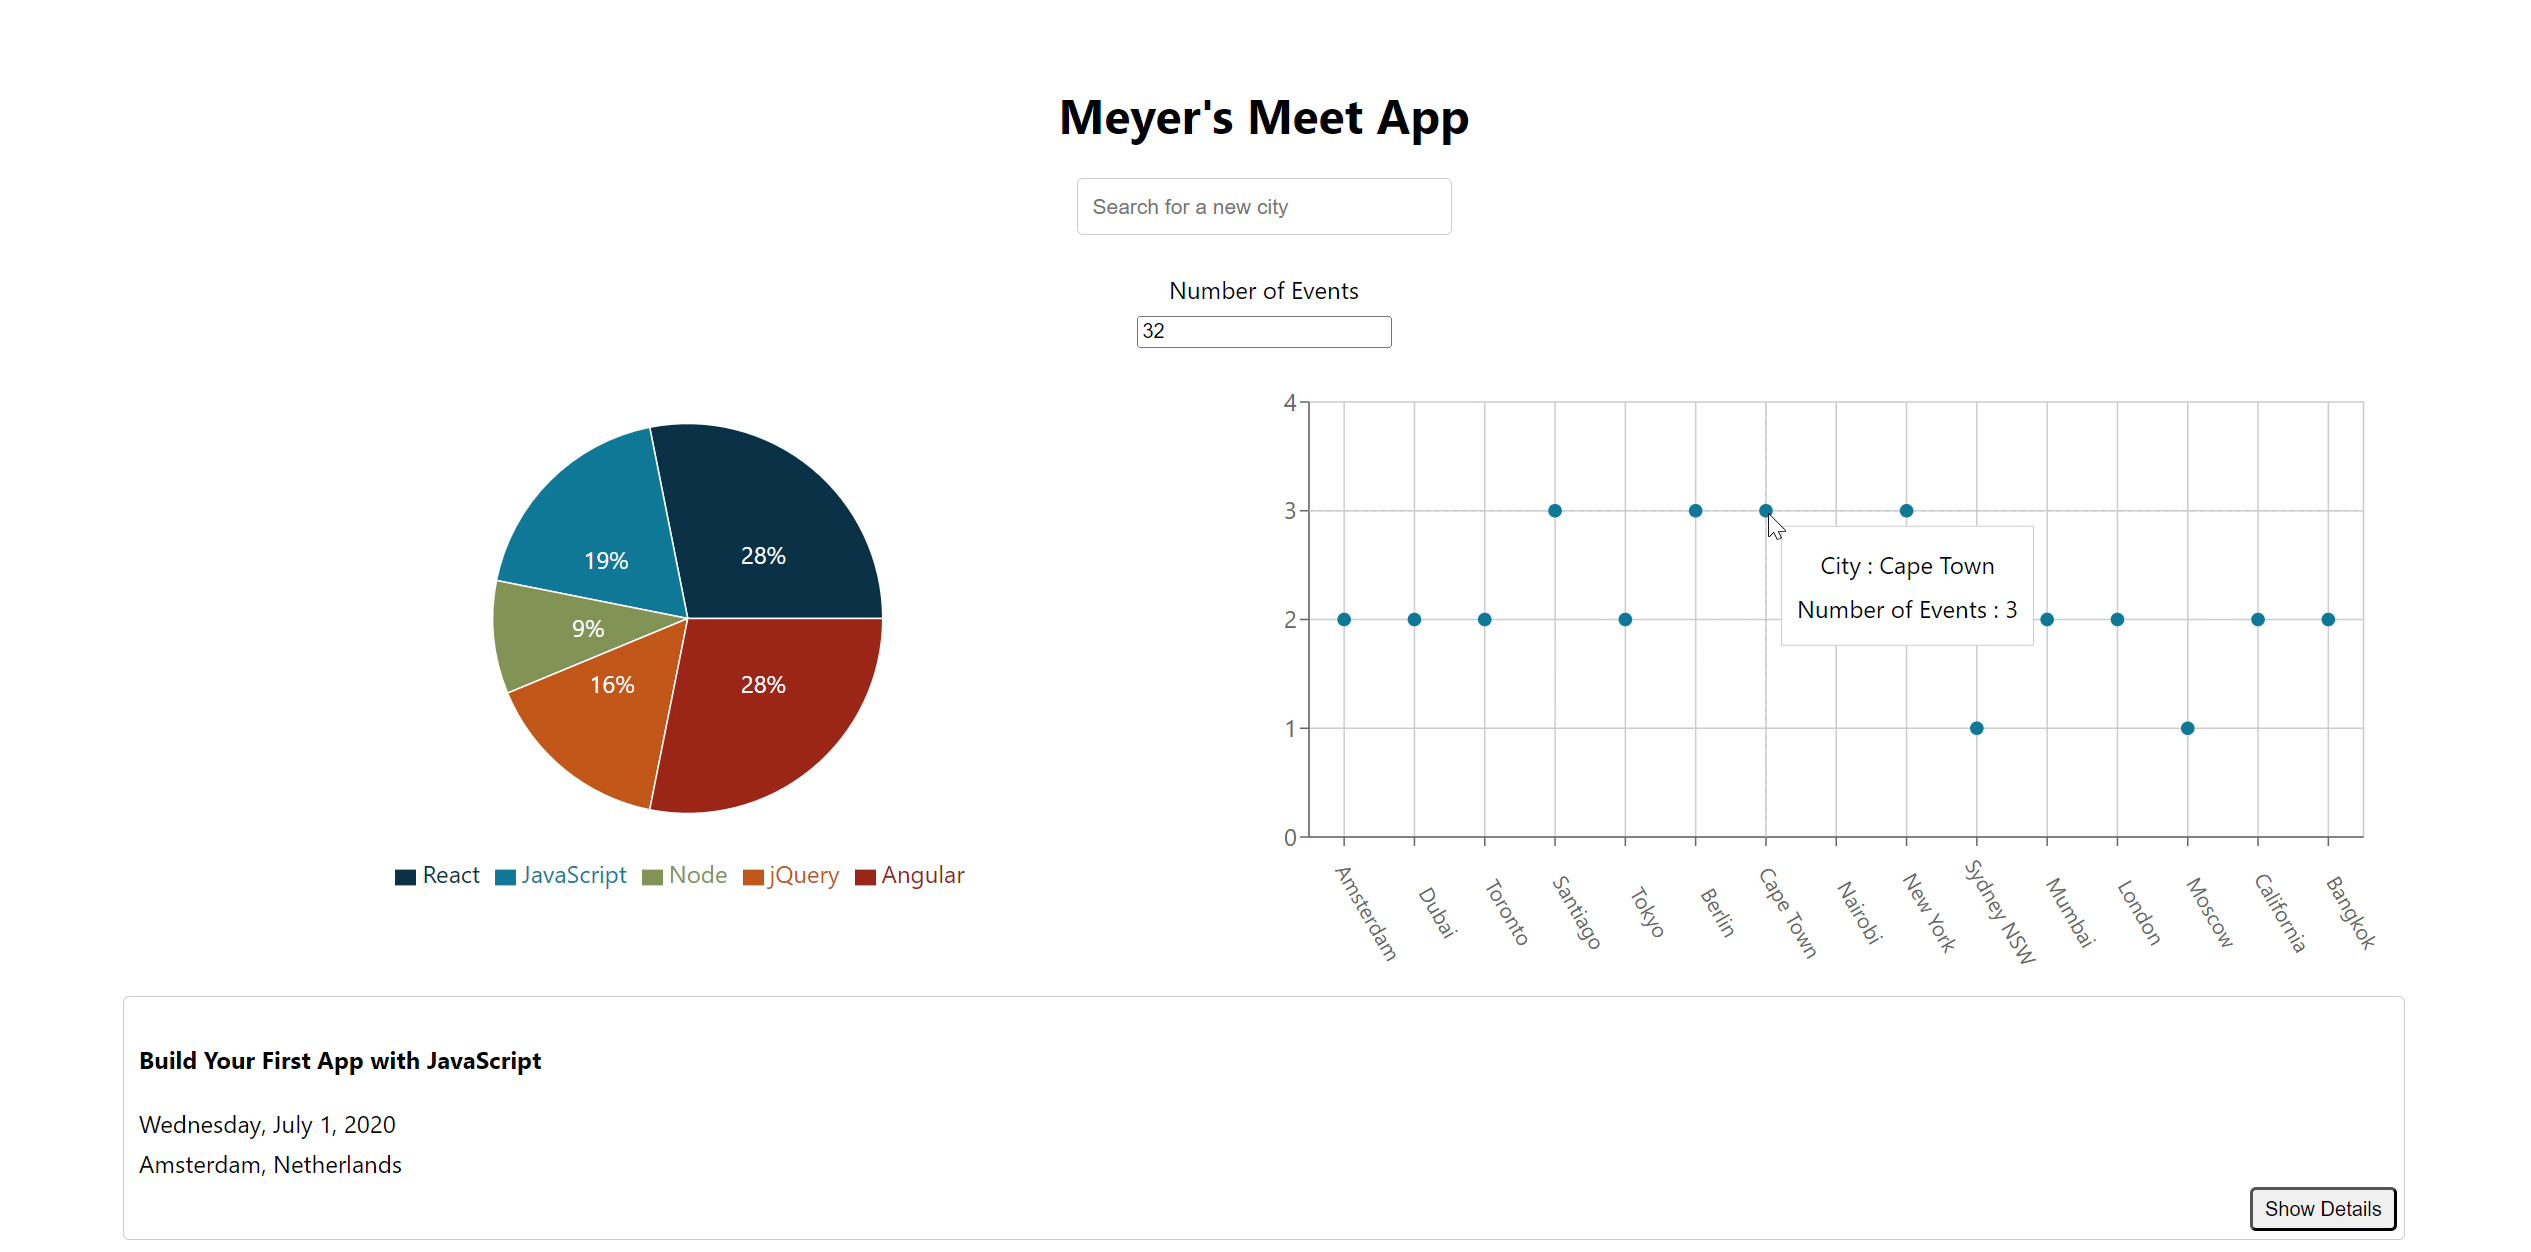 Meyer's Meet App
Search for a new city
Number of Events
32
28%
19%
9%
16%
28%
React JavaScript Node jQuery Angular
4
3
2
1
0
City : Cape Town
Number of Events : 3
Amsterdam
Dubai
Toronto
Santiago
Tokyo
Berlin
Cape Town
Nairobi
New York
Sydney NSW
Mumbai
London
Moscow
California
Bangkok
Build Your First App with JavaScript
Wednesday, July 1, 2020
Amsterdam, Netherlands
Show Details